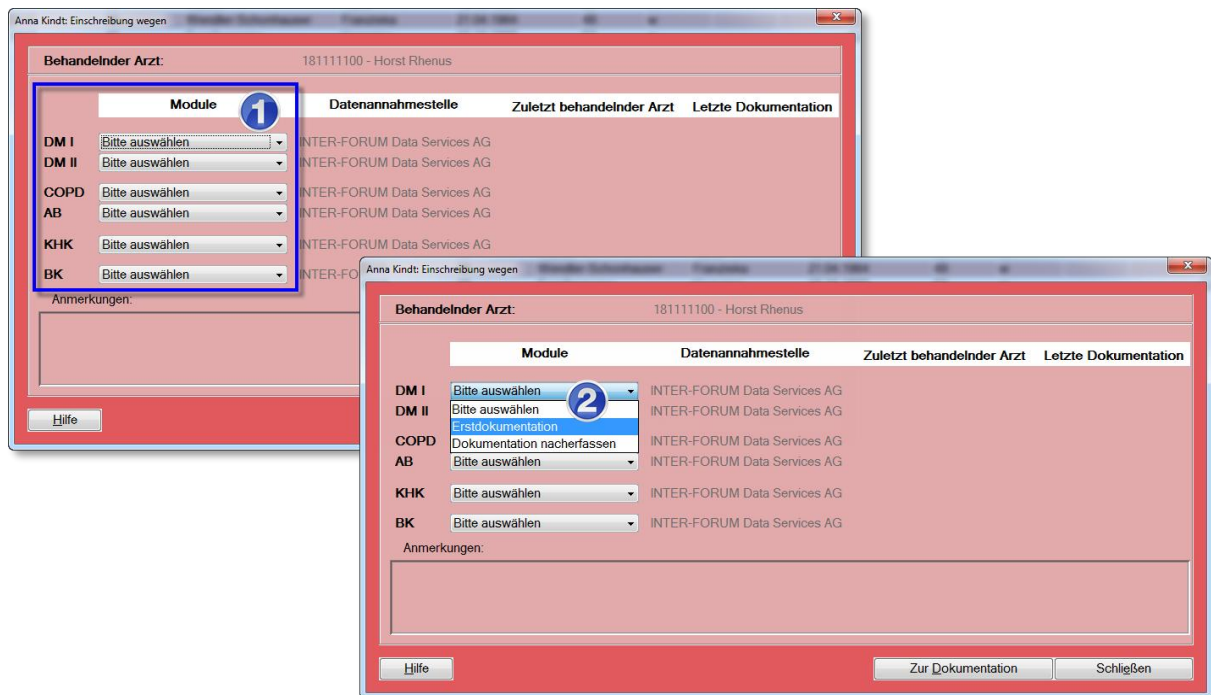 Anna Kindt: Einschreibung wegen
Behandelnder Arzt: 181111100 - Horst Rhenus
Module 1 Datenannahmestelle Zuletzt behandelnder Arzt Letzte Dokumentation
DM I Bitte auswählen INTER-FORUM Data Services AG
DM II Bitte auswählen INTER-FORUM Data Services AG
COPD Bitte auswählen INTER-FORUM Data Services AG
AB Bitte auswählen INTER-FORUM Data Services AG
KHK Bitte auswählen INTER-FORUM Data Services AG
BK Bitte auswählen INTER-FO
Anmerkungen:
Hilfe
Anna Kindt: Einschreibung wegen
Behandelnder Arzt: 181111100 - Horst Rhenus
Module Datenannahmestelle Zuletzt behandelnder Arzt Letzte Dokumentation
DM I Bitte auswählen 2 INTER-FORUM Data Services AG
DM II Bitte auswählen INTER-FORUM Data Services AG
Erstdokumentation
COPD Dokumentation nacherfassen INTER-FORUM Data Services AG
AB Bitte auswählen INTER-FORUM Data Services AG
KHK Bitte auswählen INTER-FORUM Data Services AG
BK Bitte auswählen INTER-FORUM Data Services AG
Anmerkungen:
Hilfe Zur Dokumentation Schließen